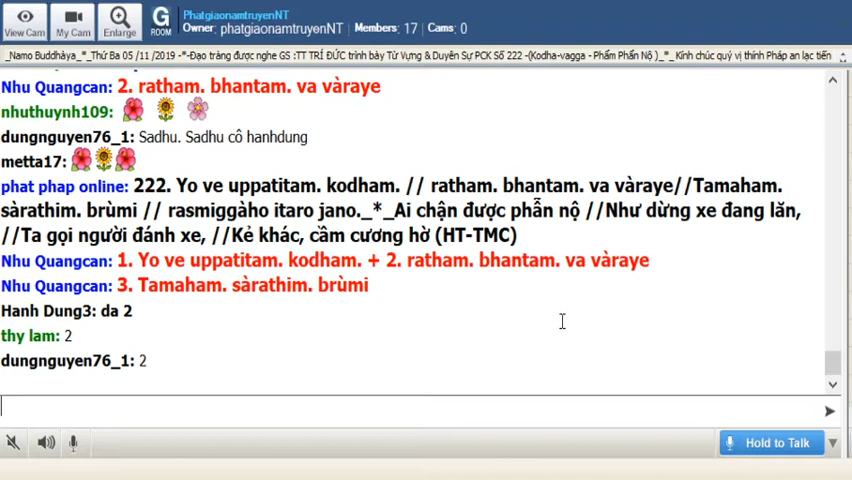 View Cam
My Cam
Enlarge
G
ROOM
PhatgiaonamtruyenNT
Owner: phatgiaonamtruyenNT Members: 17 Cams: 0
_Namo Buddhàya_*_Thứ Ba 05 /11 /2019 -*-Đạo tràng được nghe GS :TT TRÍ ĐỨC trình bày Từ Vựng & Duyên Sự PCK Số 222 -(Kodha-vagga - Phẩm Phẫn Nộ )_*_ Kính chúc quý vị thính Pháp an lạc tiến
Nhu Quangcan: 2. ratham. bhantam. va vàraye
nhuthuynh109:
dungnguyen76_1: Sadhu. Sadhu cô hanhdung
metta17:
phat phap online: 222. Yo ve uppatitam. kodham. // ratham. bhantam. va vàraye//Tamaham.
sàrathim. brùmi // rasmiggàho itaro jano._*_Ai chận được phẫn nộ //Như dừng xe đang lăn,
//Ta gọi người đánh xe, //Kẻ khác, cầm cương hờ (HT-TMC)
Nhu Quangcan: 1. Yo ve uppatitam. kodham. + 2. ratham. bhantam. va vàraye
Nhu Quangcan: 3. Tamaham. sàrathim. brùmi
Hanh Dung3: da 2
thy lam: 2
dungnguyen76_1: 2
Hold to Talk